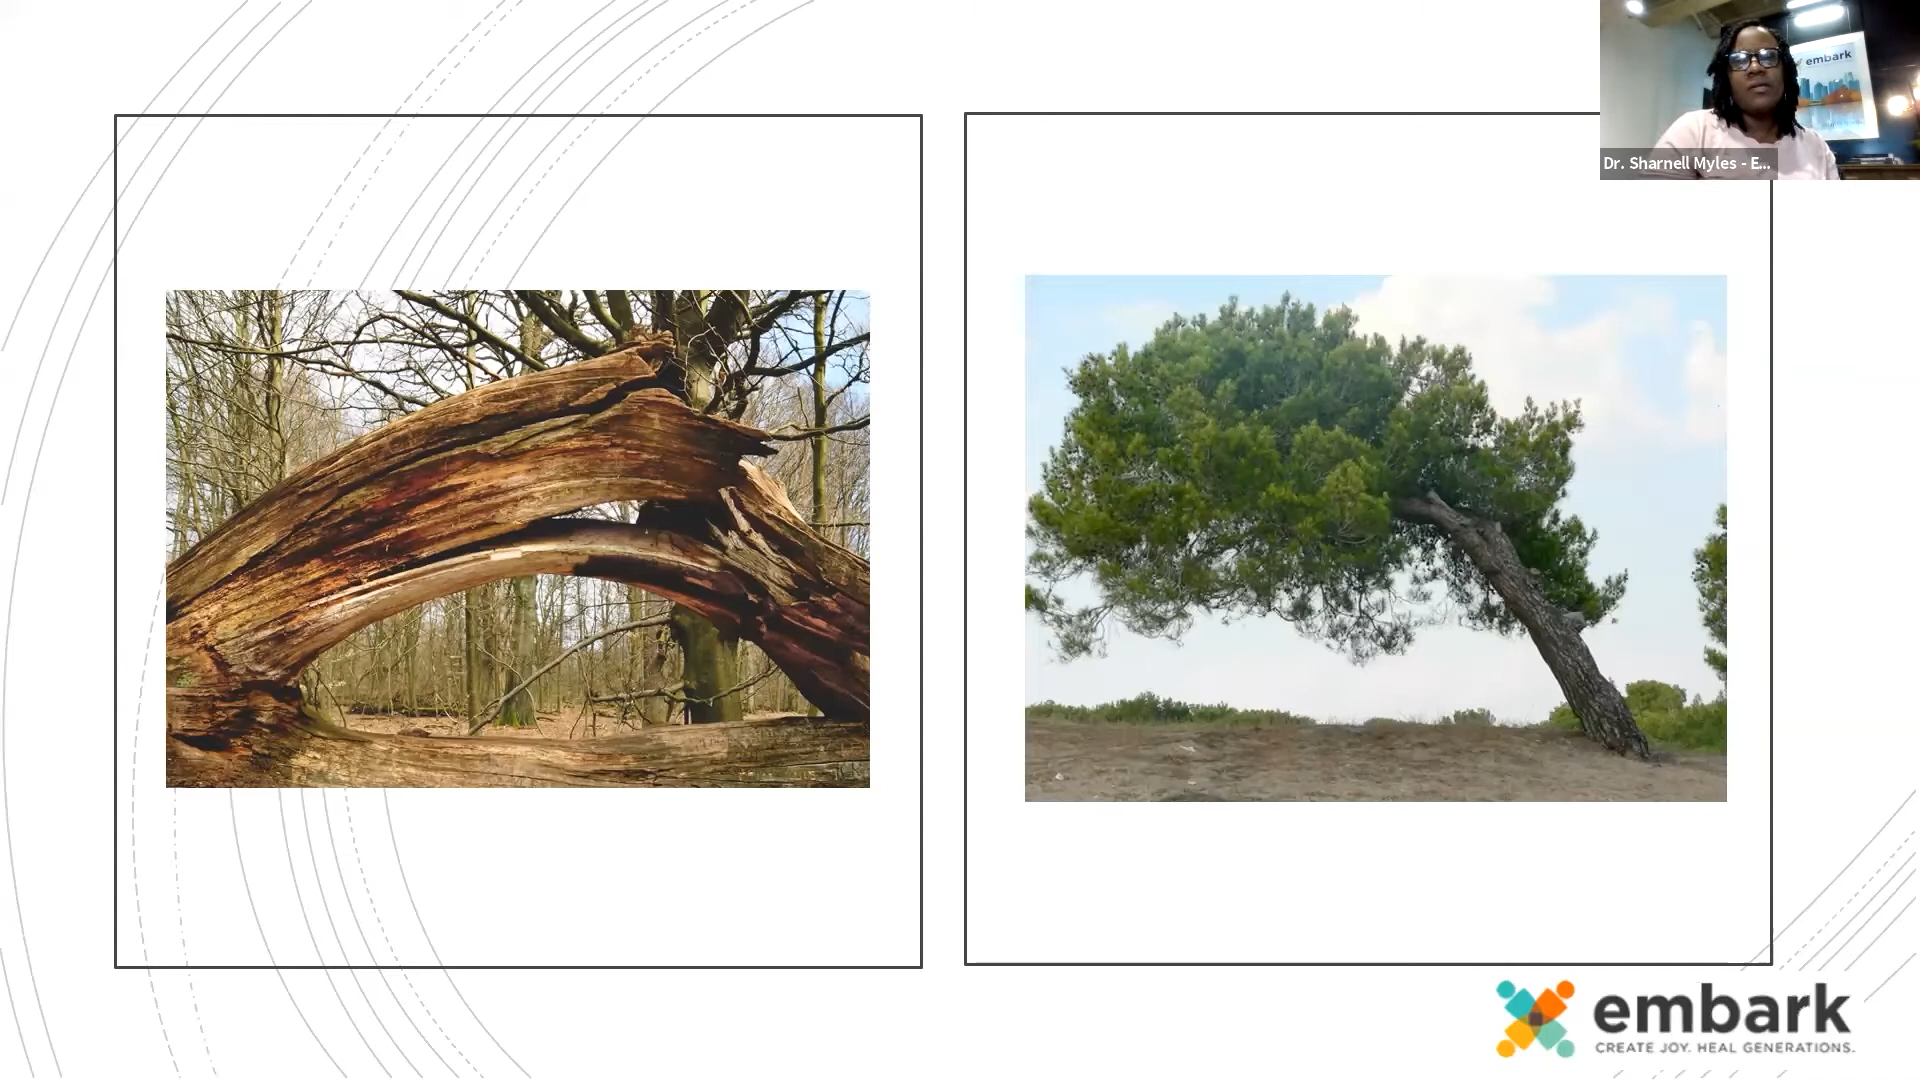 embark
Dr. Sharnell Myles - E...
embark
CREATE JOY. HEAL GENERATIONS.